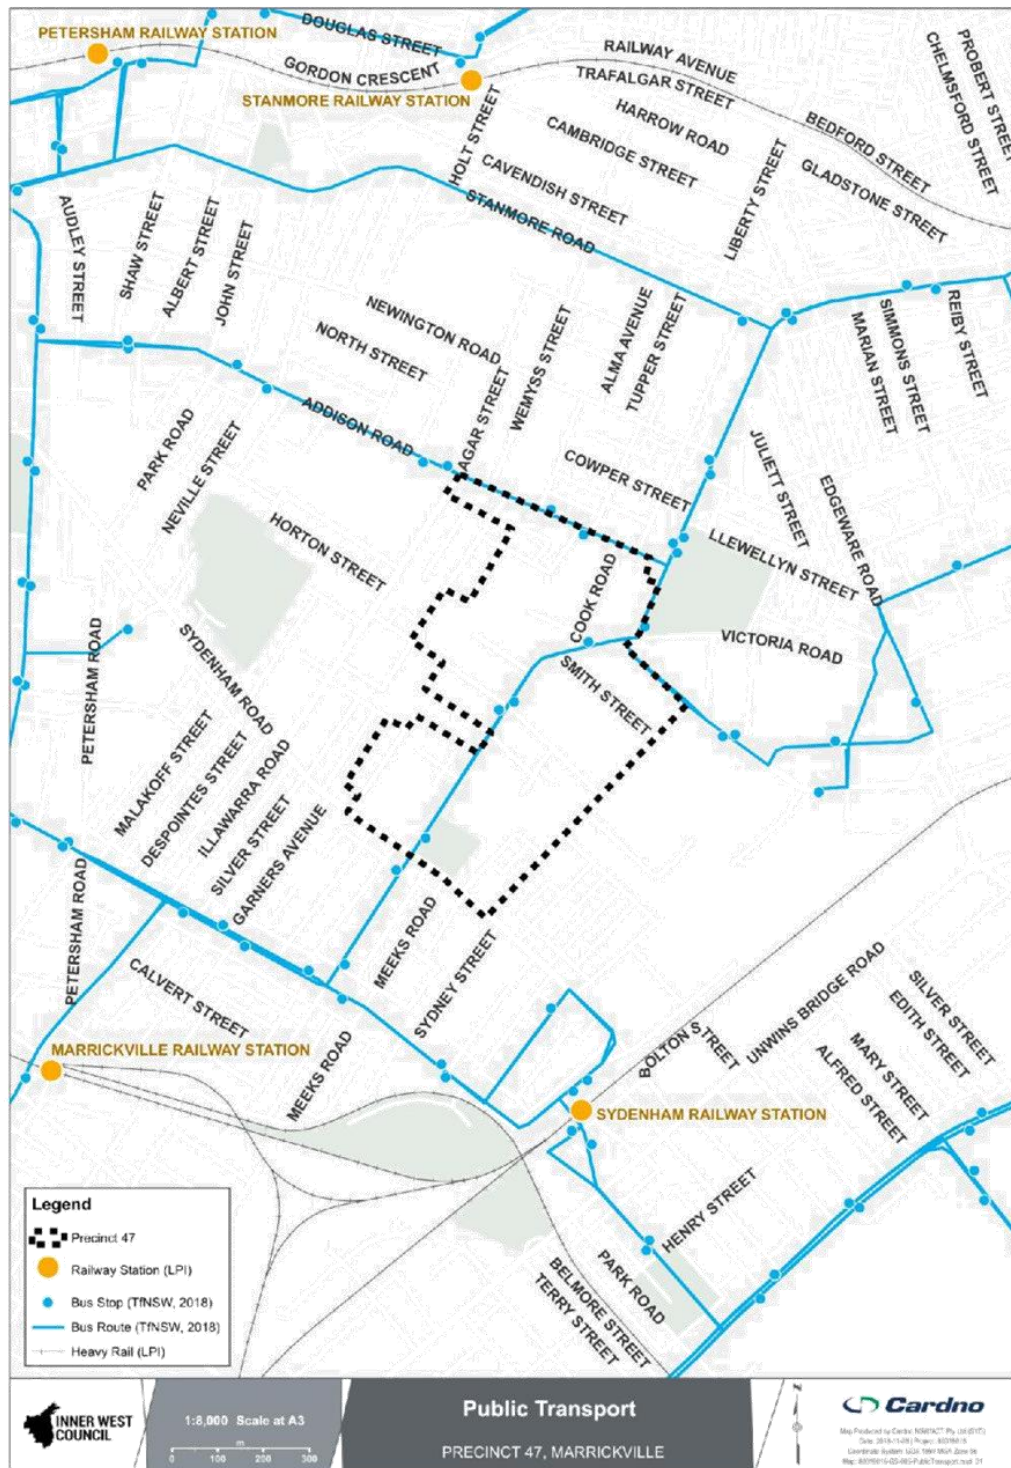 PETERSHAM RAILWAY STATION
DOUGLAS STREET
GORDON CRESCENT
STANMORE RAILWAY STATION
RAILWAY AVENUE
TRAFALGAR STREET
HARROW ROAD
CAMBRIDGE STREET
CAVENDISH STREET
STANMORE ROAD
HOLT STREET
LIBERTY STREET
BEDFORD STREET
GLADSTONE STREET
PROBERT STREET
CHELMSFORD STREET
AUDLEY STREET
SHAW STREET
ALBERT STREET
JOHN STREET
NEWINGTON ROAD
NORTH STREET
ADDISON ROAD
AGAR STREET
WEMYSS STREET
ALMA AVENUE
TUPPER STREET
REIBY STREET
SIMMONS STREET
MARIAN STREET
PARK ROAD
NEVILLE STREET
HORTON STREET
COWPER STREET
JULIETT STREET
EDGEWARE ROAD
LLEWELLYN STREET
COOK ROAD
VICTORIA ROAD
SMITH STREET
PETERSHAM ROAD
SYDENHAM ROAD
MALAKOFF STREET
DESPOINTES STREET
ILLAWARRA ROAD
SILVER STREET
GARNERS AVENUE
PETERSHAM ROAD
CALVERT STREET
MEEKS ROAD
SYDNEY STREET
MARRICKVILLE RAILWAY STATION
MEEKS ROAD
BOLTON STREET
UNWINS BRIDGE ROAD
SILVER STREET
EDITH STREET
MARY STREET
ALFRED STREET
SYDENHAM RAILWAY STATION
HENRY STREET
PARK ROAD
BELMORE STREET
TERRY STREET
Legend
Precinct 47
Railway Station (LPI)
Bus Stop (TfNSW, 2018)
Bus Route (TfNSW, 2018)
Heavy Rail (LPI)
INNER WEST
COUNCIL
1:8,000 Scale at A3
m
0 100 200 300
Public Transport
PRECINCT 47, MARRICKVILLE
N
Cardno